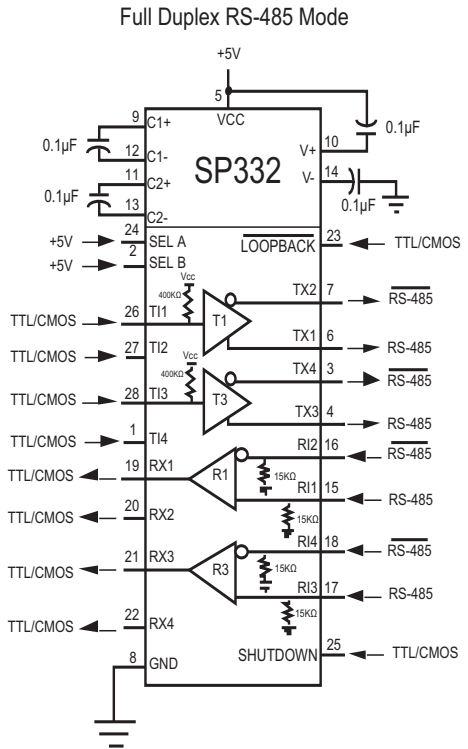 Full Duplex RS-485 Mode
+5V
5
VCC
9 C1+
0.1µF
12 C1-
11 C2+
0.1µF
13 C2-
SP332
V+ 10
0.1µF
V- 14
0.1µF
+5V 24 SEL A
+5V 2 SEL B
LOOPBACK 23 TTL/CMOS
Vcc
400KΩ
TTL/CMOS 26 TI1
T1
TX2 7 RS-485
TX1 6 RS-485
TTL/CMOS 27 TI2
Vcc
400KΩ
TTL/CMOS 28 TI3
T3
TX4 3 RS-485
TX3 4 RS-485
TTL/CMOS 1 TI4
TTL/CMOS 19 RX1
R1
RI2 16 RS-485
15KΩ
RI1 15 RS-485
15KΩ
TTL/CMOS 20 RX2
TTL/CMOS 21 RX3
R3
RI4 18 RS-485
15KΩ
RI3 17 RS-485
15KΩ
TTL/CMOS 22 RX4
8 GND
SHUTDOWN 25 TTL/CMOS